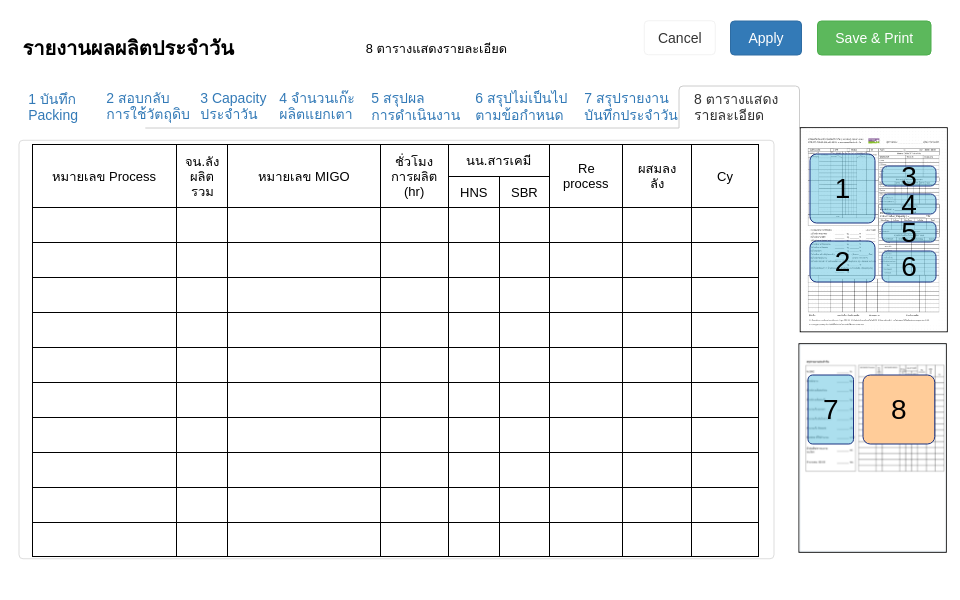 รายงานผลผลิตประจำวัน
8 ตารางแสดงรายละเอียด
Cancel
Apply
Save & Print
1 บันทึก
Packing
2 สอบกลับ
การใช้วัตถุดิบ
3 Capacity
ประจำวัน
4 จำนวนเก๊ะ
ผลิตแยกเตา
5 สรุปผล
การดำเนินงาน
6 สรุปไม่เป็นไป
ตามข้อกำหนด
7 สรุปรายงาน
บันทึกประจำวัน
8 ตารางแสดง
รายละเอียด
หมายเลข Process
จน.ลัง
ผลิต
รวม
หมายเลข MIGO
ชั่วโมง
การผลิต
(hr)
นน.สารเคมี
HNS
SBR
Re
process
ผสมลง
ลัง
Cy
1
2
3
4
5
6
7
8